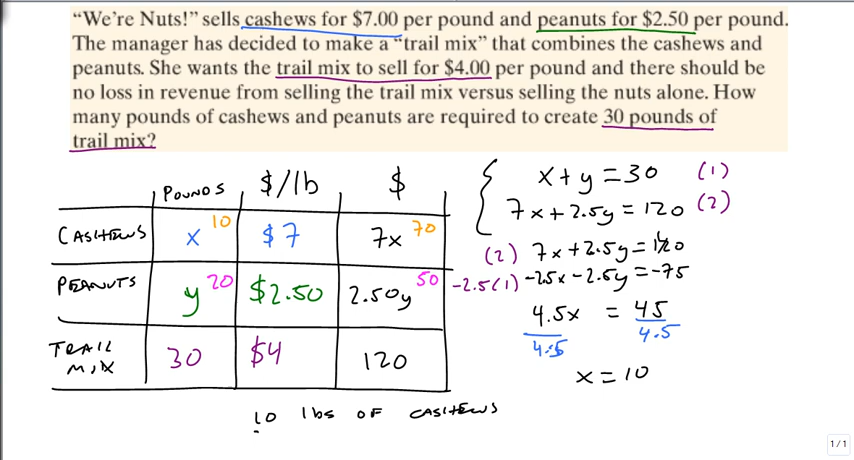 “We’re Nuts!” sells cashews for $7.00 per pound and peanuts for $2.50 per pound.
The manager has decided to make a “trail mix” that combines the cashews and
peanuts. She wants the trail mix to sell for $4.00 per pound and there should be
no loss in revenue from selling the trail mix versus selling the nuts alone. How
many pounds of cashews and peanuts are required to create 30 pounds of
trail mix?
POUNDS $/lb $
CASHEWS x 10 $7 7x 70
PEANUTS y 20 $2.50 2.50y 50
TRAIL MIX 30 $4 120
x + y = 30 (1)
7x + 2.5y = 120 (2)
(2) 7x + 2.5y = 120
-2.5(1) -2.5x - 2.5y = -75
4.5x = 45
4.5 4.5
x = 10
10 lbs OF CASHEWS
1 / 1